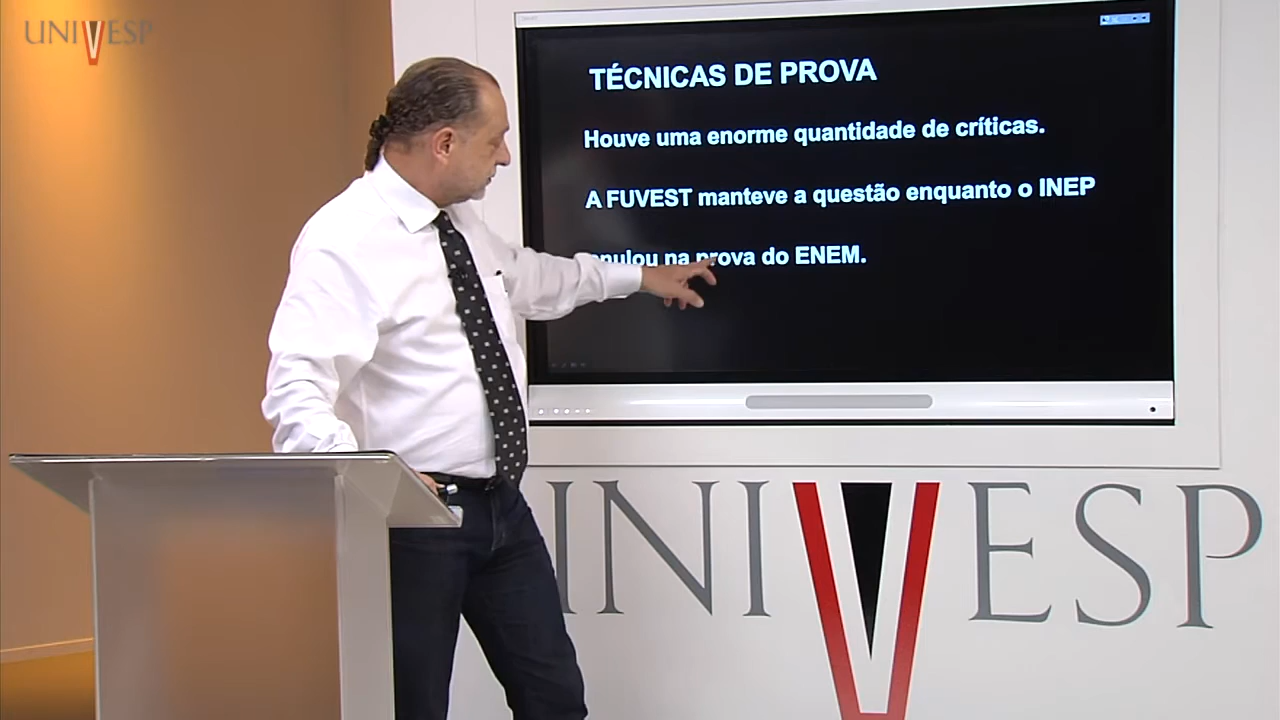 UNIVESP
TÉCNICAS DE PROVA
Houve uma enorme quantidade de críticas.
A FUVEST manteve a questão enquanto o INEP
na prova do ENEM.
UNIVESP